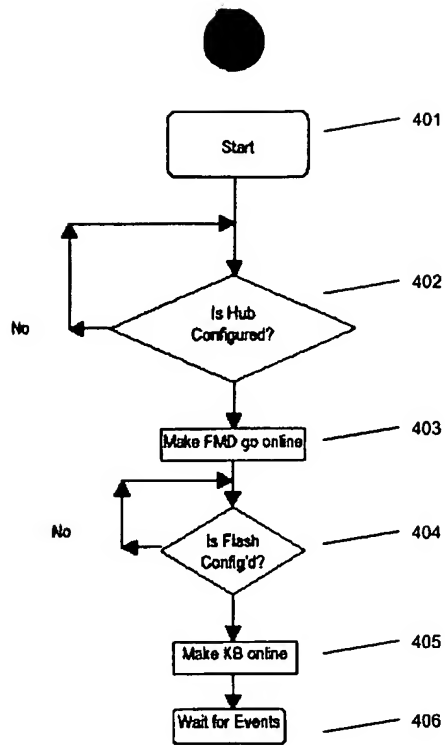 401
Start
402
Is Hub
Configured?
No
403
Make FMD go online
404
No
Is Flash
Config'd?
405
Make KB online
406
Wait for Events